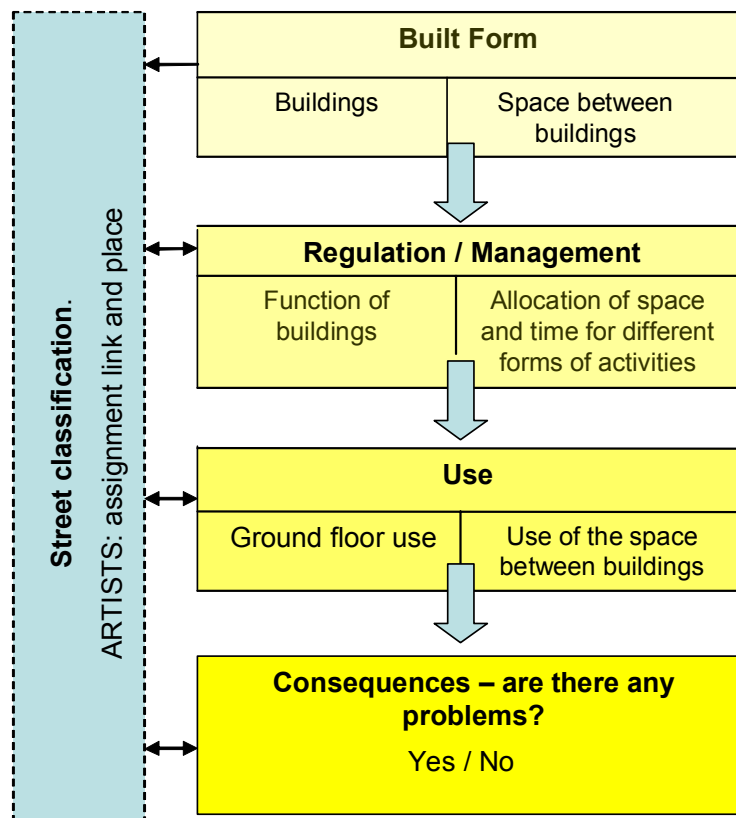 Street classification.
ARTISTS: assignment link and place
Built Form
Buildings
Space between
buildings
Regulation / Management
Function of
buildings
Allocation of space
and time for different
forms of activities
Use
Ground floor use
Use of the space
between buildings
Consequences – are there any
problems?
Yes / No